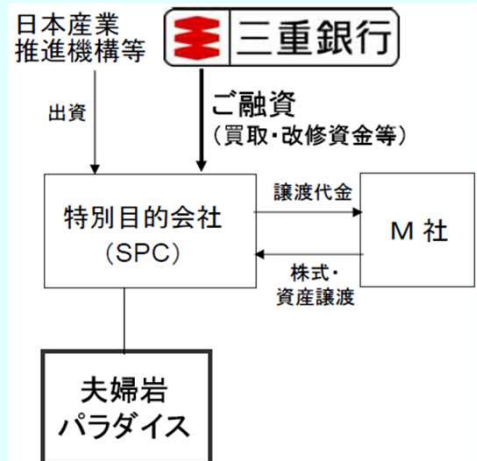 日本産業
推進機構等
三重銀行
出資
ご融資
（買取・改修資金等）
特別目的会社
（SPC）
譲渡代金
M 社
株式・
資産譲渡
夫婦岩
パラダイス